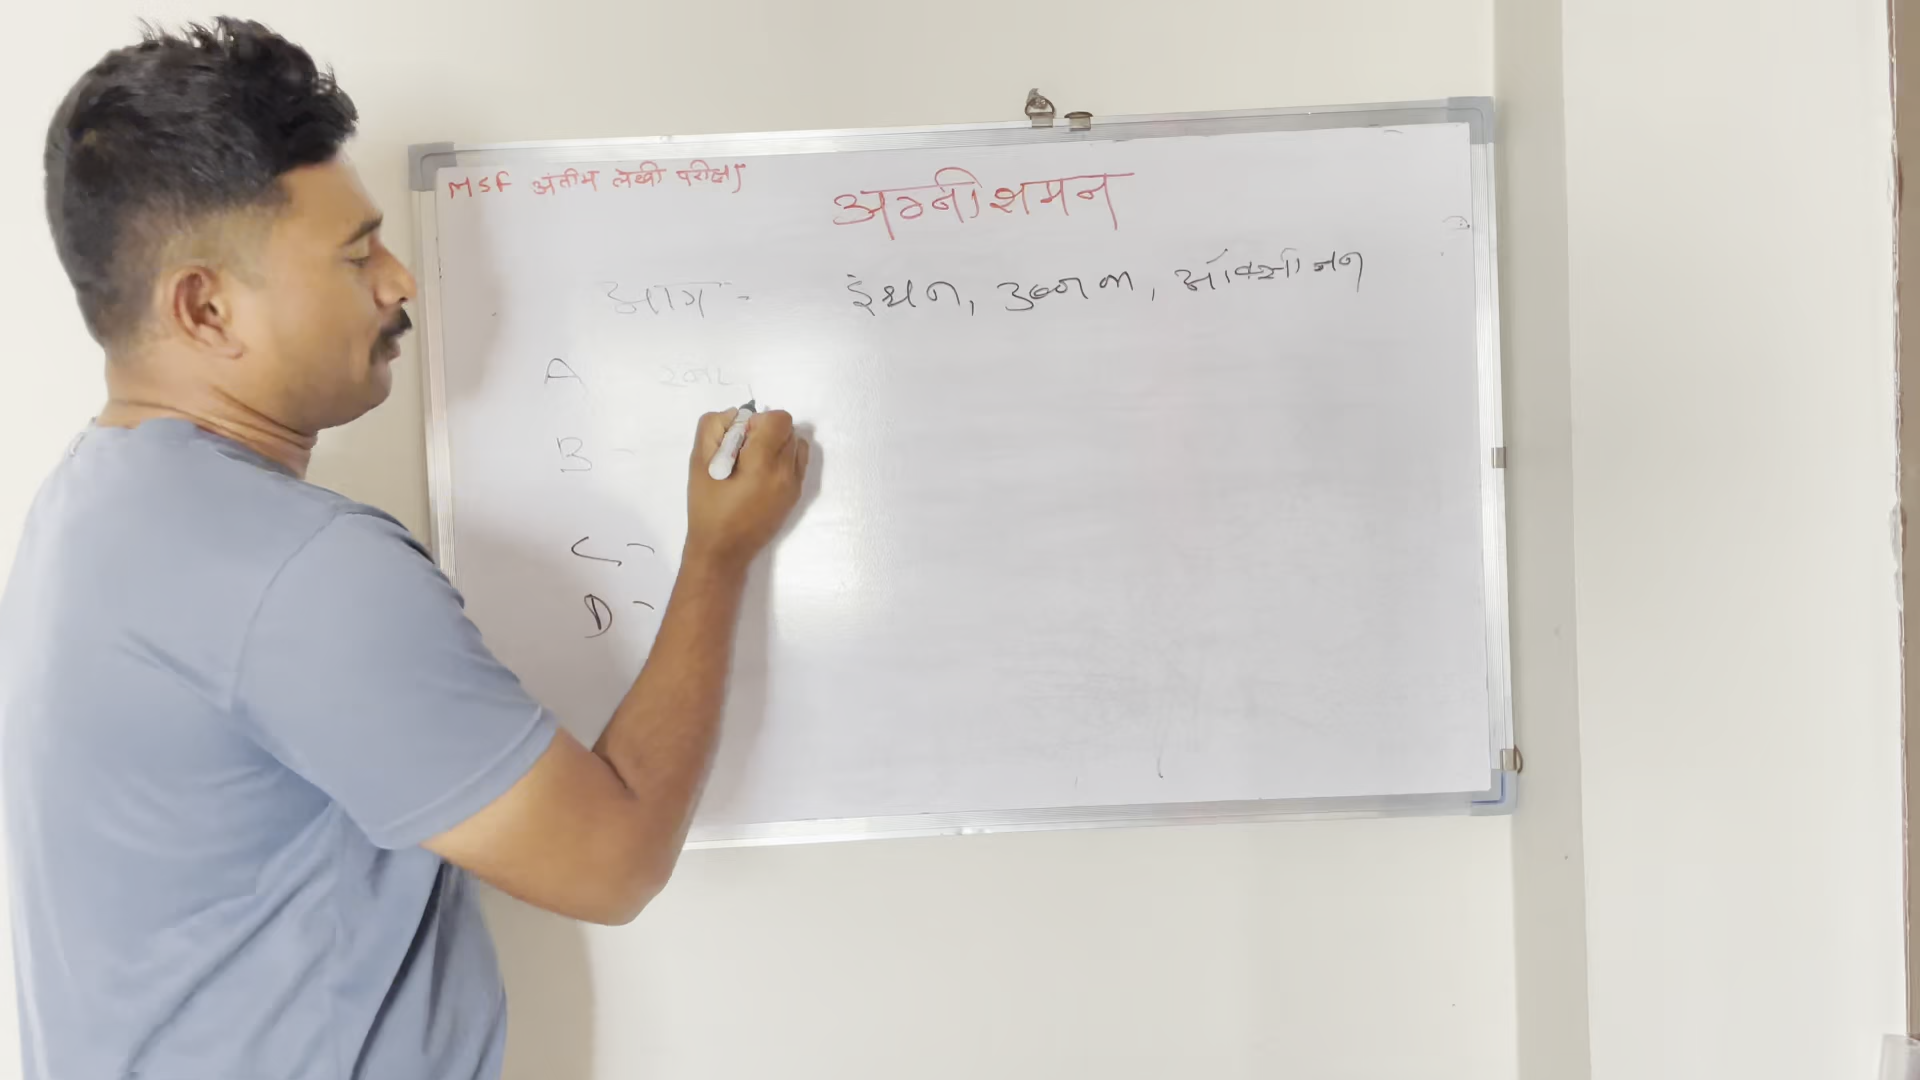 MSF अंतीम लेखी परीक्षा
अग्नीशमन
आग - इंधन, उष्णता, ऑक्सीजन
A
B -
C -
D -